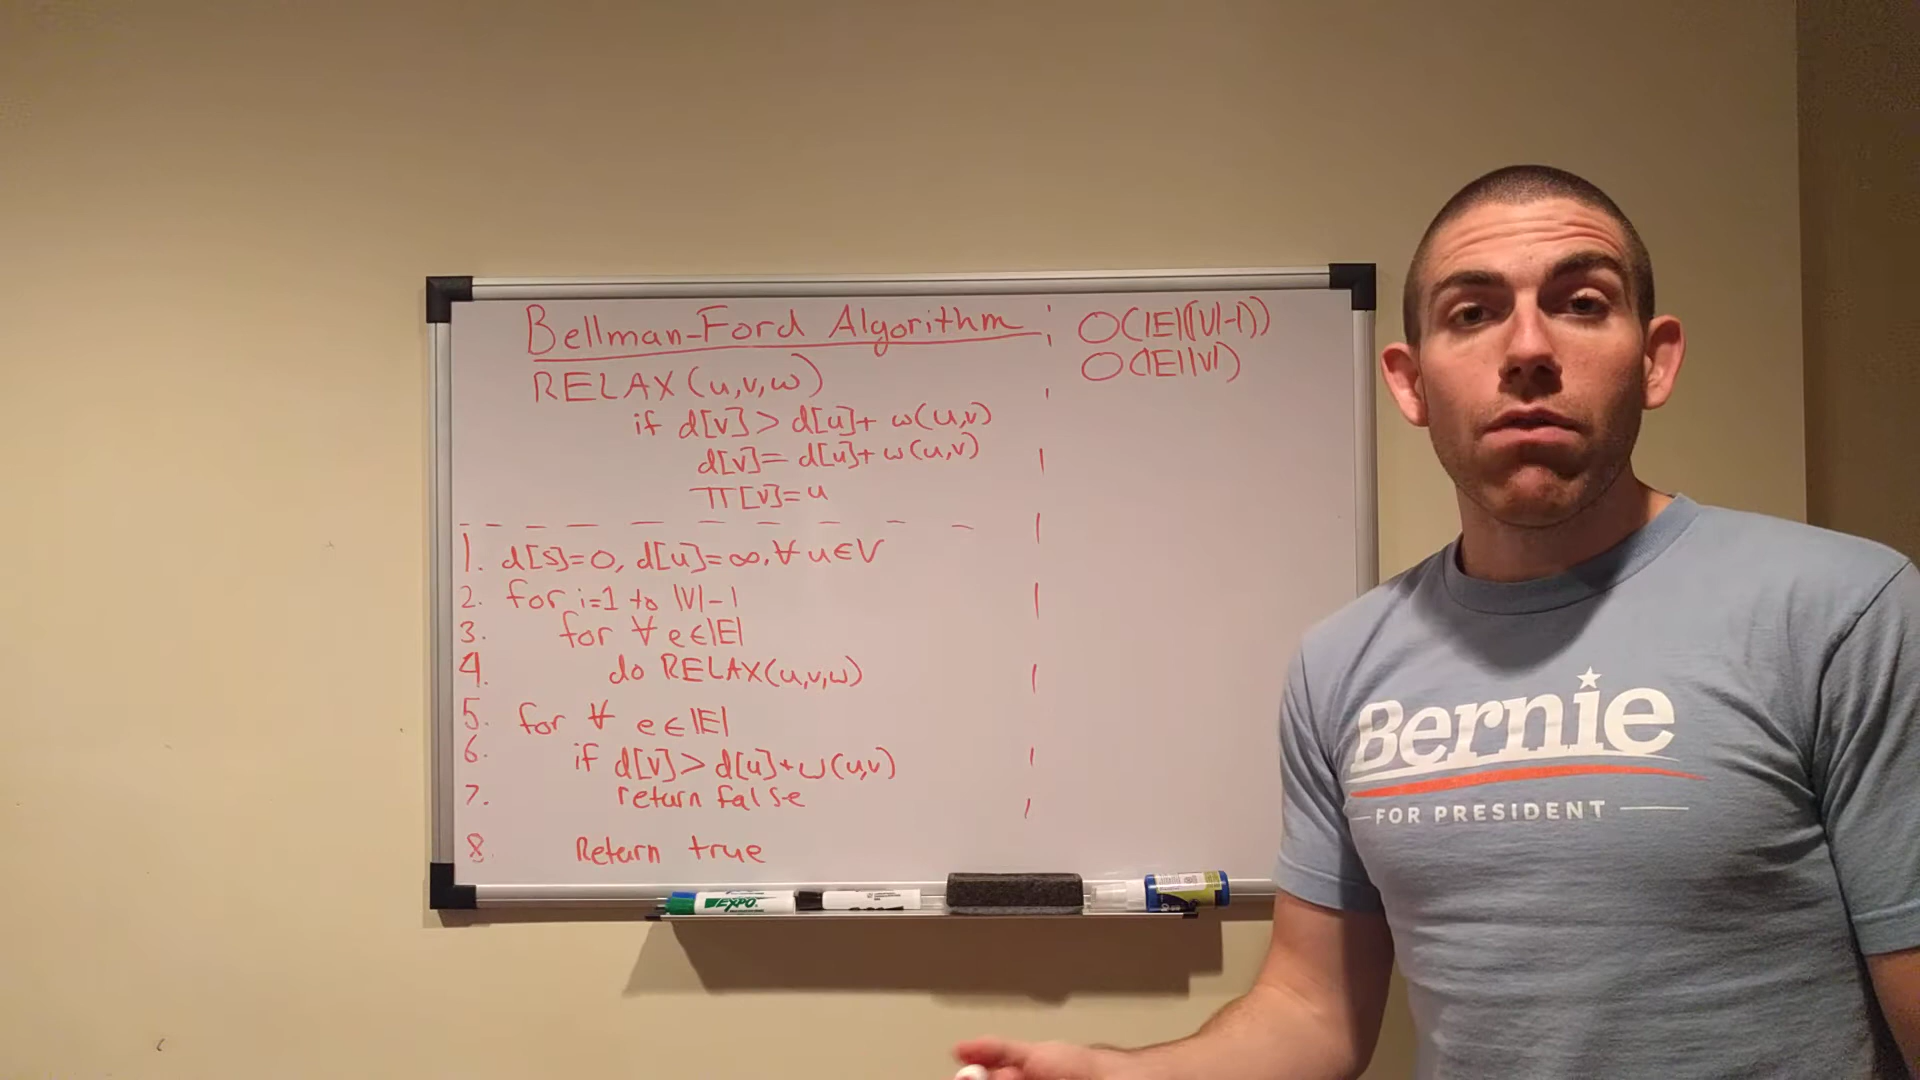 Bellman-Ford Algorithm
RELAX(u,v,w)
if d[v] > d[u] + w(u,v)
d[v] = d[u] + w(u,v)
π[v] = u
1. d[s]=0, d[u]=∞, ∀ u∈V
2. for i=1 to |V|-1
3. for ∀ e∈|E|
4. do RELAX(u,v,w)
5. for ∀ e∈|E|
6. if d[v] > d[u] + w(u,v)
7. return false
8. Return true
O(|E|(|V|-1))
O(|E||V|)
EXPO
Bernie
FOR PRESIDENT